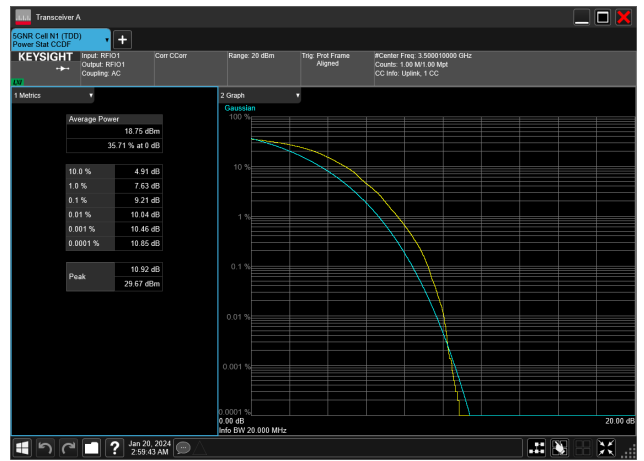 Transceiver A
5GNR Cell N1 (TDD)
Power Stat CCDF
KEYSIGHT
Input: RFIO1
Output: RFIO1
Coupling: AC
Corr CCorr
Range: 20 dBm
Trig: Prot Frame
Aligned
#Center Freq: 3.500010000 GHz
Counts: 1.00 M/1.00 Mpt
CC Info: Uplink, 1 CC
1 Metrics
Average Power
18.75 dBm
35.71 % at 0 dB
10.0 % 4.91 dB
1.0 % 7.63 dB
0.1 % 9.21 dB
0.01 % 10.04 dB
0.001 % 10.46 dB
0.0001 % 10.85 dB
Peak 10.92 dB
29.67 dBm
2 Graph
Gaussian
100 %
10 %
1 %
0.1 %
0.01 %
0.001 %
0.0001 %
0.00 dB 20.00 dB
Info BW 20.000 MHz
Jan 20, 2024
2:59:43 AM